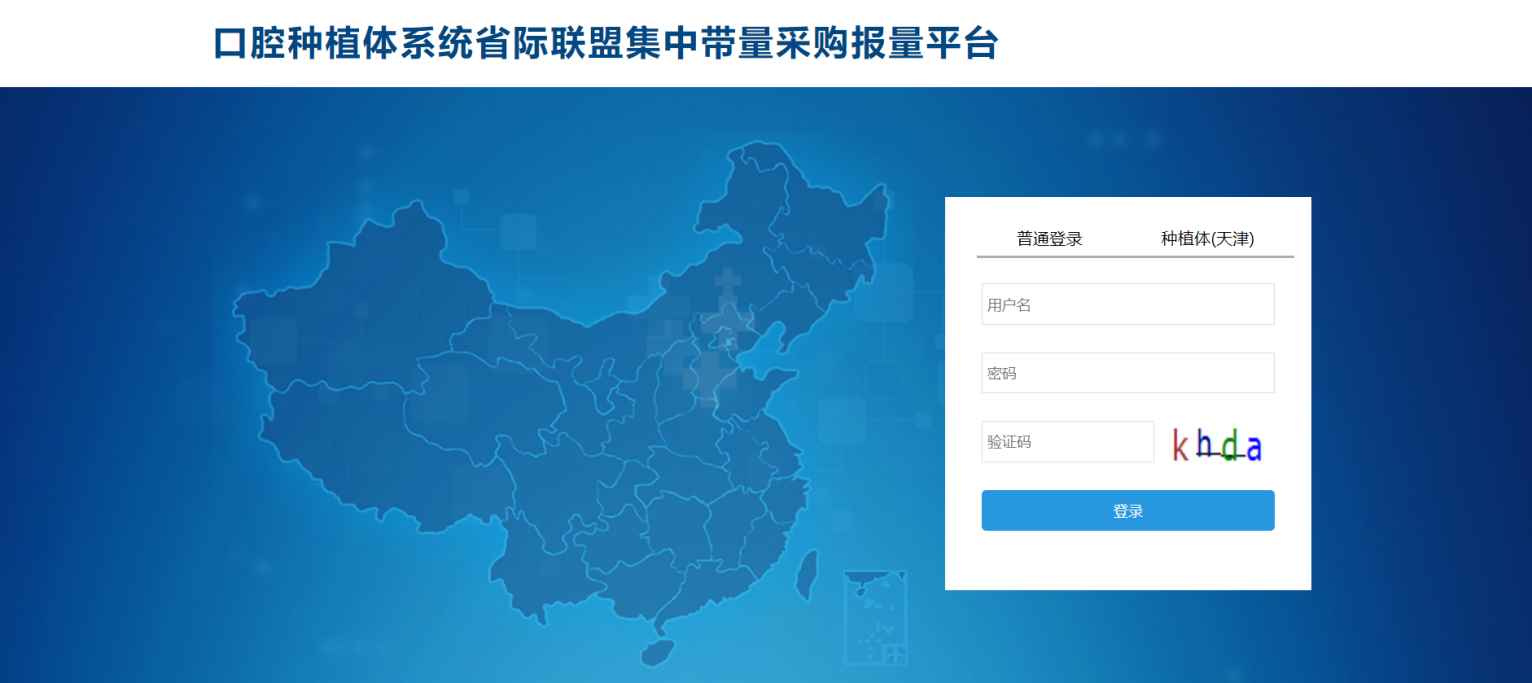 口腔种植体系统省际联盟集中带量采购报量平台
普通登录 种植体(天津)
用户名
密码
验证码 khda
登录